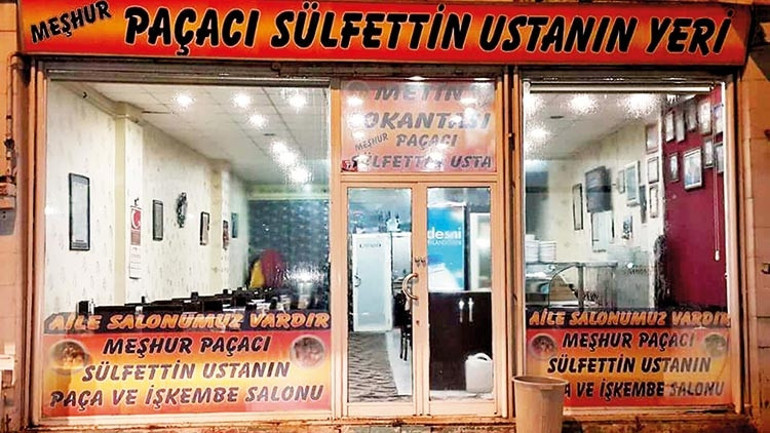 MEŞHUR PAÇACI SÜLFETTİN USTANIN YERİ
METİN
LOKANTASI
MEŞHUR PAÇACI
SÜLFETTİN USTA
desni
AİLE SALONUMUZ VARDIR
MEŞHUR PAÇACI
SÜLFETTİN USTANIN
PAÇA VE İŞKEMBE SALONU
AİLE SALONUMUZ VARDIR
MEŞHUR PAÇACI
SÜLFETTİN USTANIN
PAÇA VE İŞKEMBE SALONU